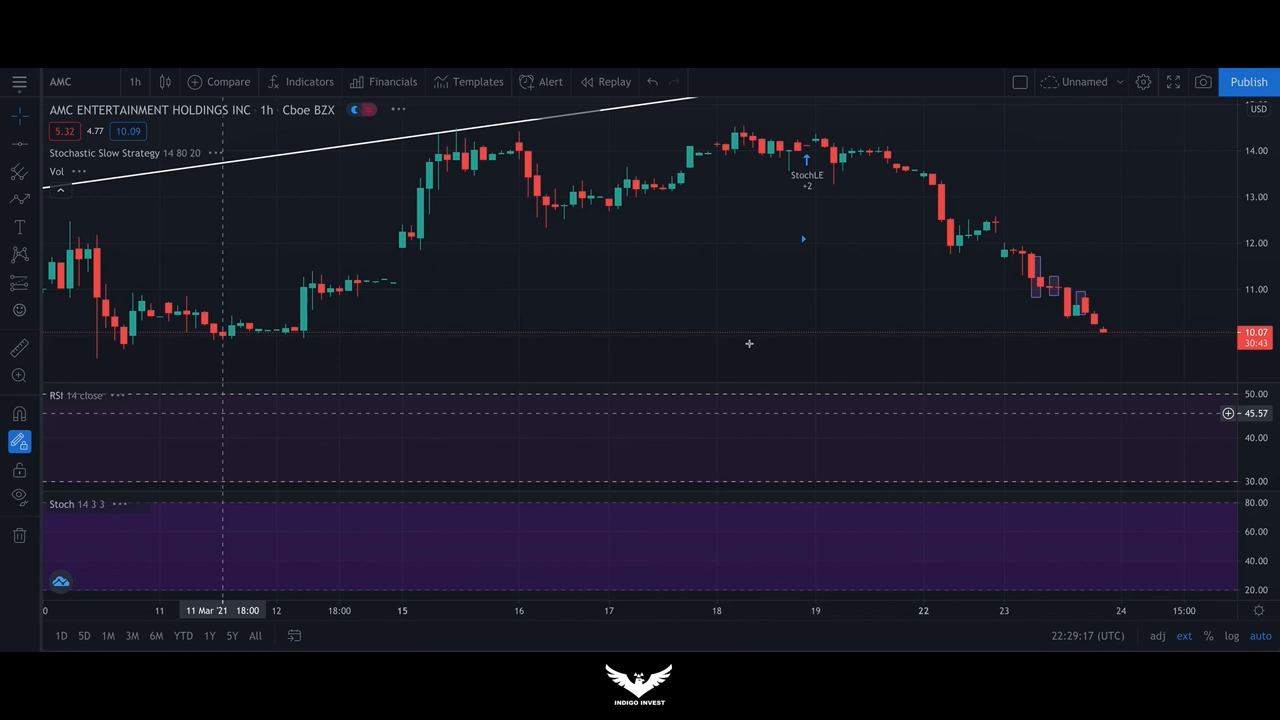 AMC 1h Compare Indicators Financials Templates Alert Replay Unnamed Publish
AMC ENTERTAINMENT HOLDINGS INC · 1h · Cboe BZX
USD
5.32 4.77 10.09
Stochastic Slow Strategy 14 80 20
Vol
14.00
13.00
12.00
11.00
10.07
30:43
StochLE
+2
RSI 14 close
50.00
45.57
40.00
30.00
Stoch 14 3 3
80.00
60.00
40.00
20.00
0 11 11 Mar '21 18:00 12 18:00 15 16 17 18 19 22 23 24 15:00
1D 5D 1M 3M 6M YTD 1Y 5Y All 22:29:17 (UTC) adj ext % log auto
INDIGO INVEST